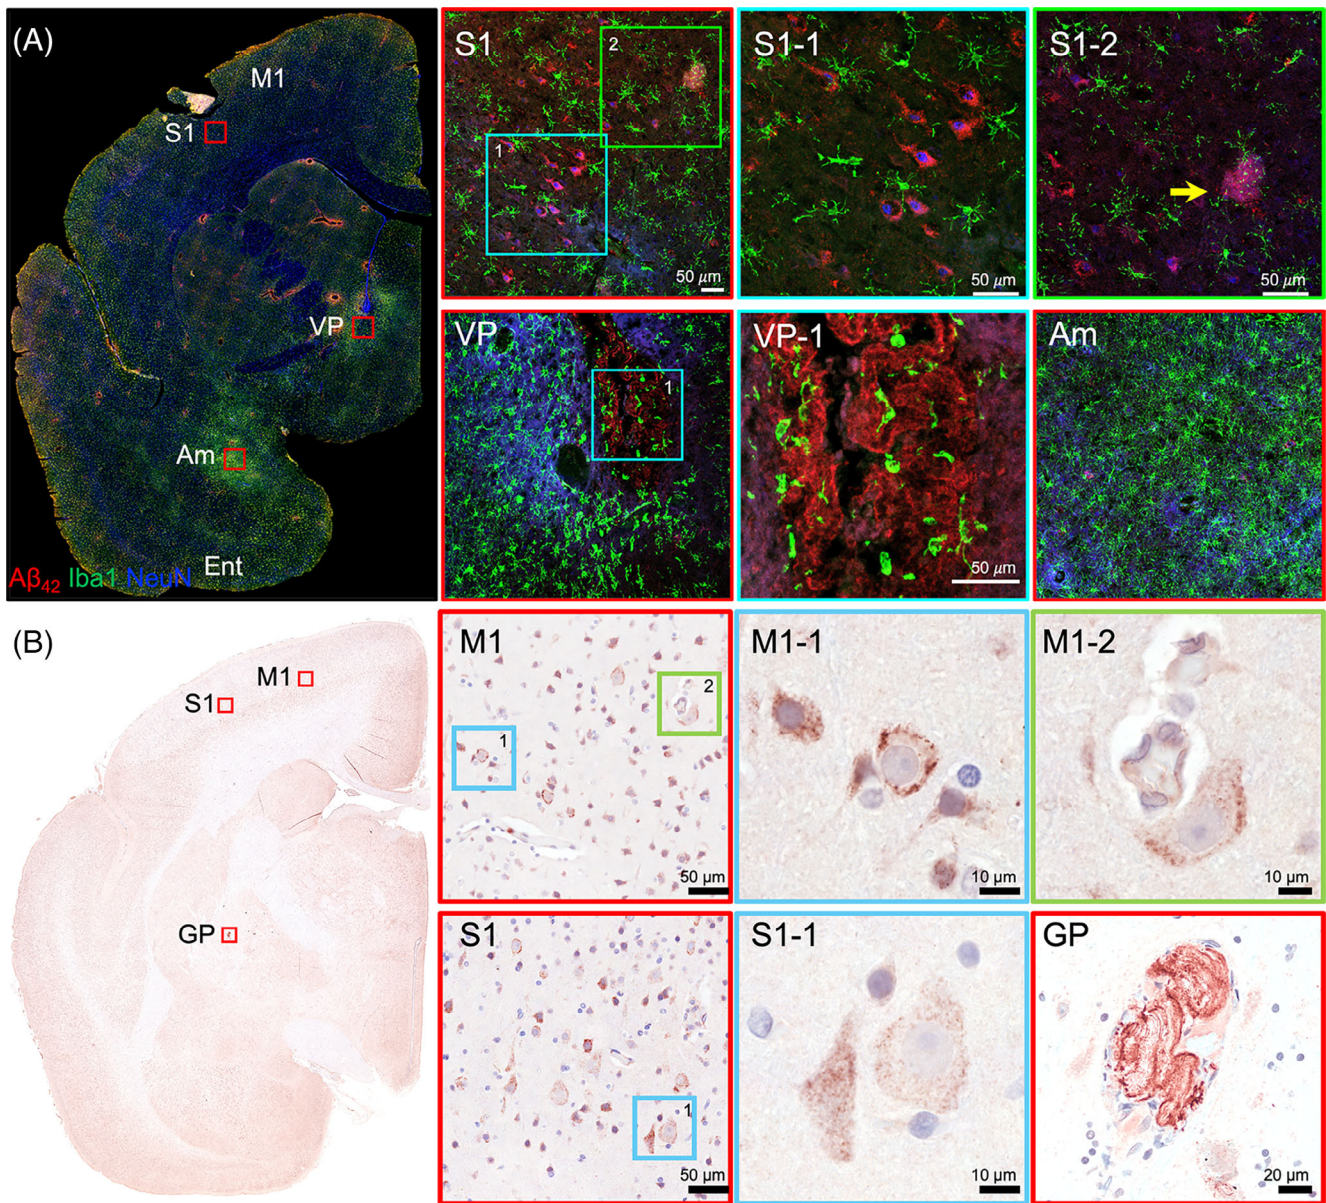 (A)
M1
S1
VP
Am
Ent
Aβ₄₂ Iba1 NeuN
S1
2
1
50 μm
S1-1
50 μm
S1-2
50 μm
VP
1
VP-1
50 μm
Am
(B)
M1
S1
GP
M1
2
1
50 μm
M1-1
10 μm
M1-2
10 μm
S1
1
50 μm
S1-1
10 μm
GP
20 μm